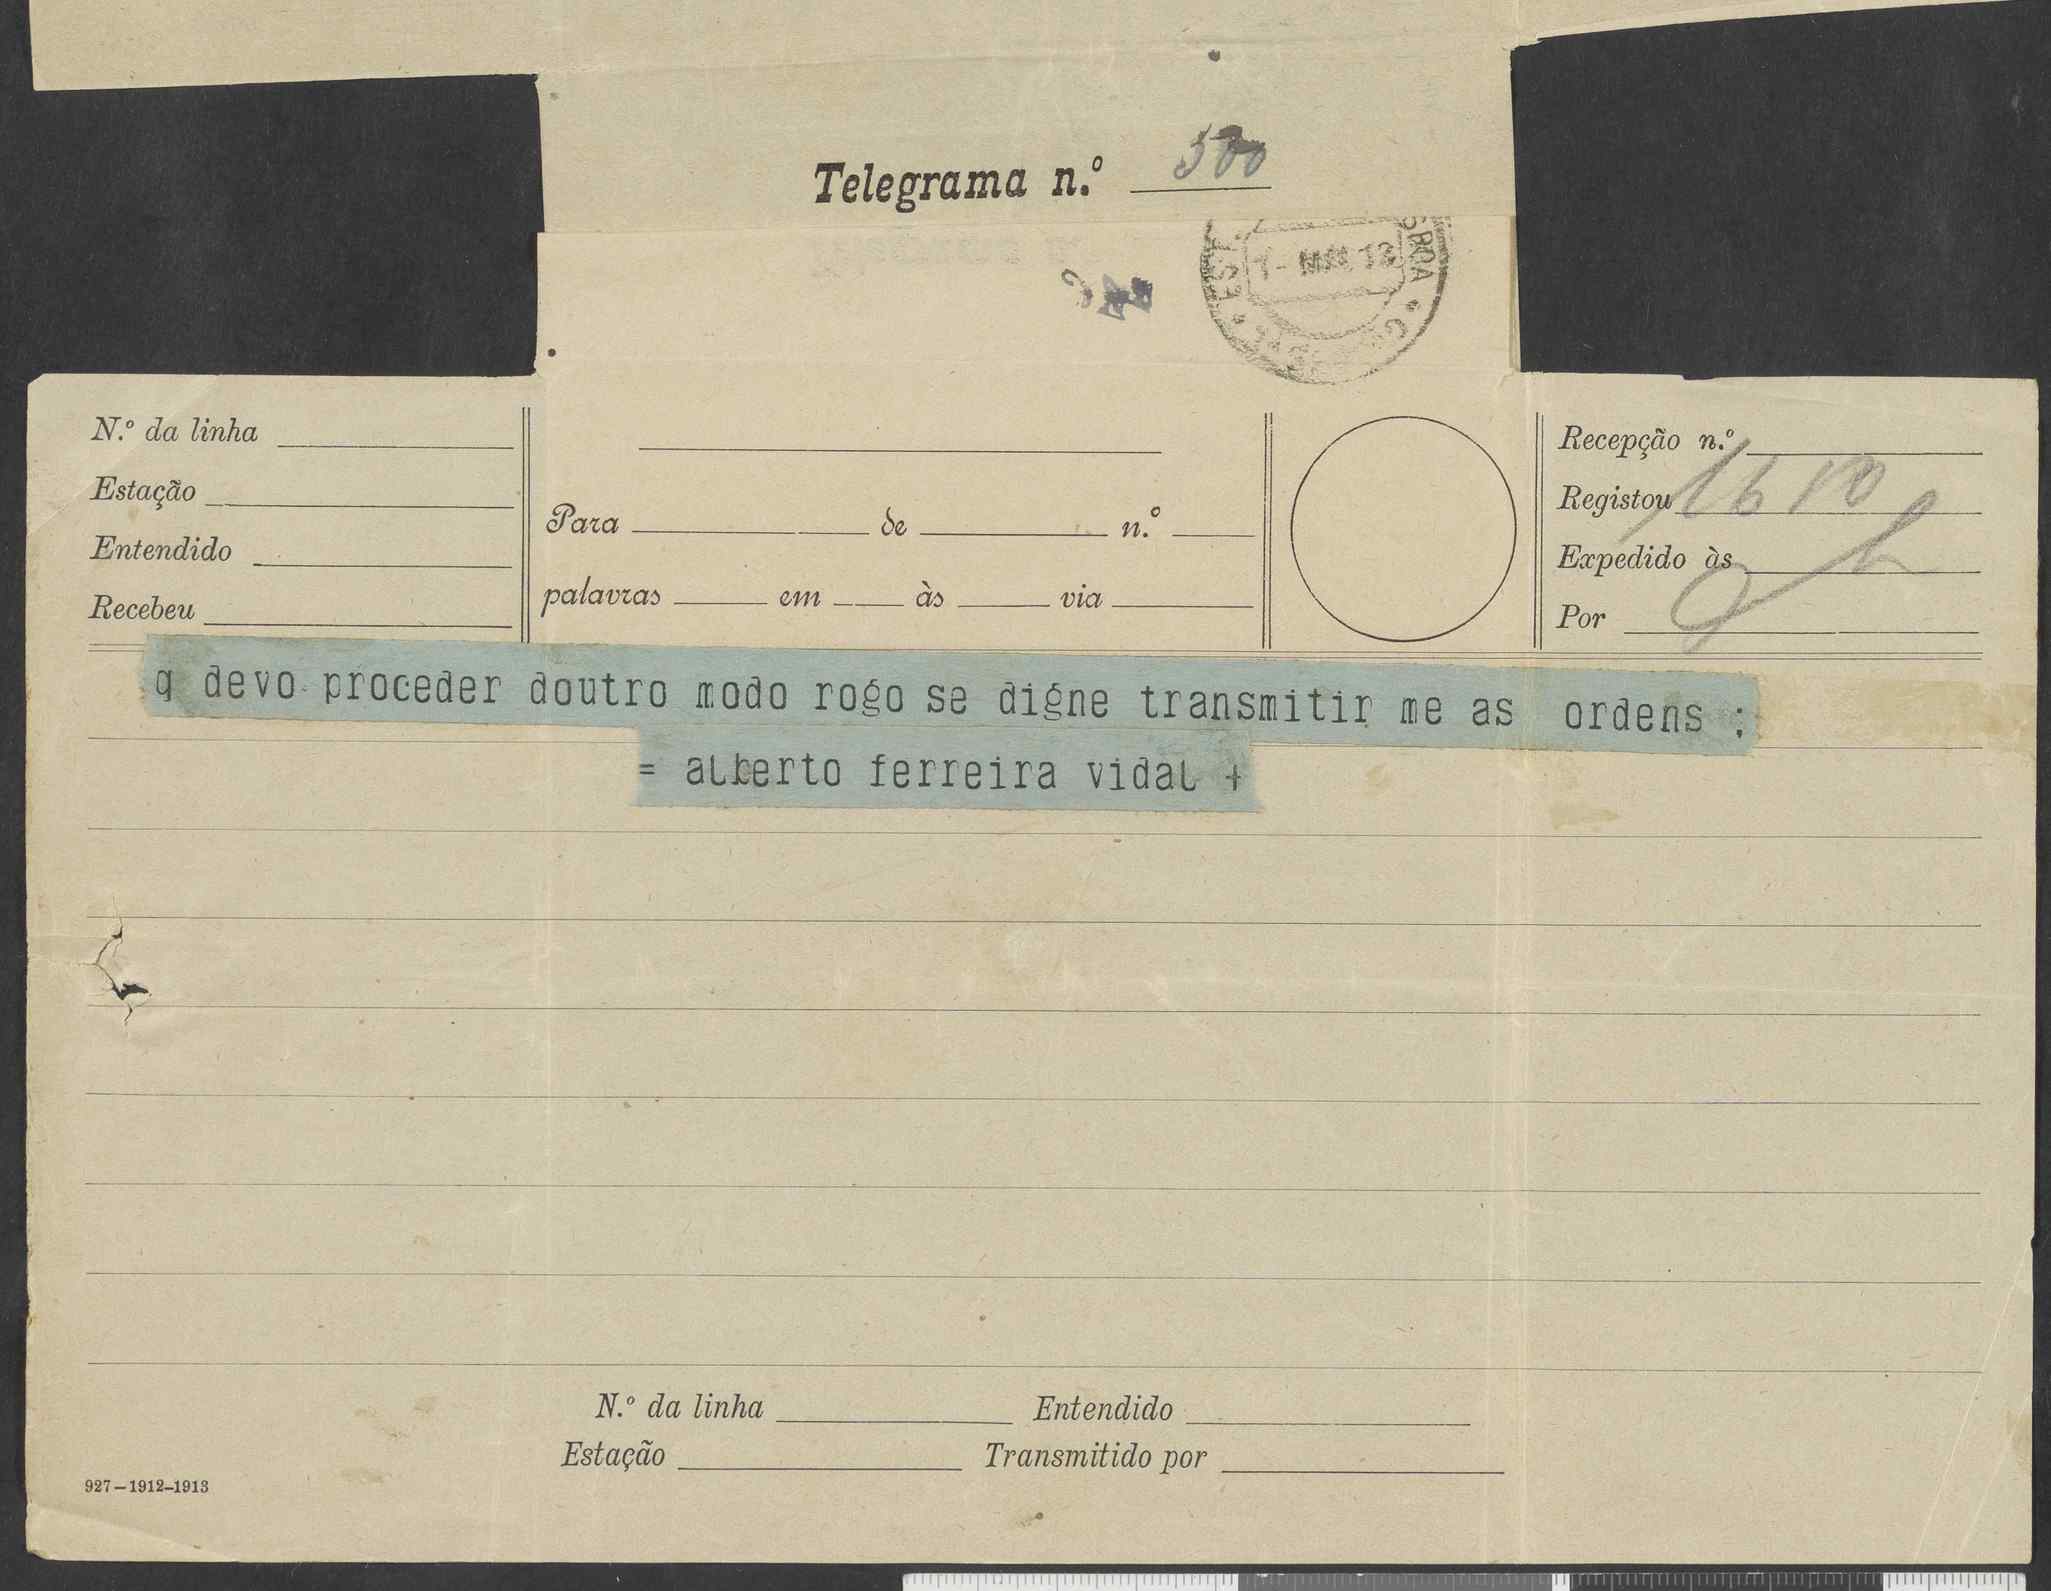 Telegrama n.º 500
1-MAI 13
N.º da linha
Estação
Entendido
Recebeu
Para de n.º
palavras em às via
Recepção n.º
Registou 1610
Expedido às
Por
q devo proceder doutro modo rogo se digne transmitir me as ordens :
= alberto ferreira vidal +
N.º da linha Entendido
Estação Transmitido por
927-1912-1913